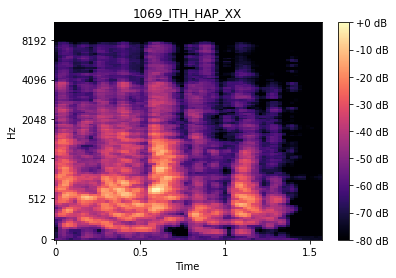 1069_ITH_HAP_XX
Hz
8192
4096
2048
1024
512
0
0
0.5
1
1.5
Time
+0 dB
-10 dB
-20 dB
-30 dB
-40 dB
-50 dB
-60 dB
-70 dB
-80 dB